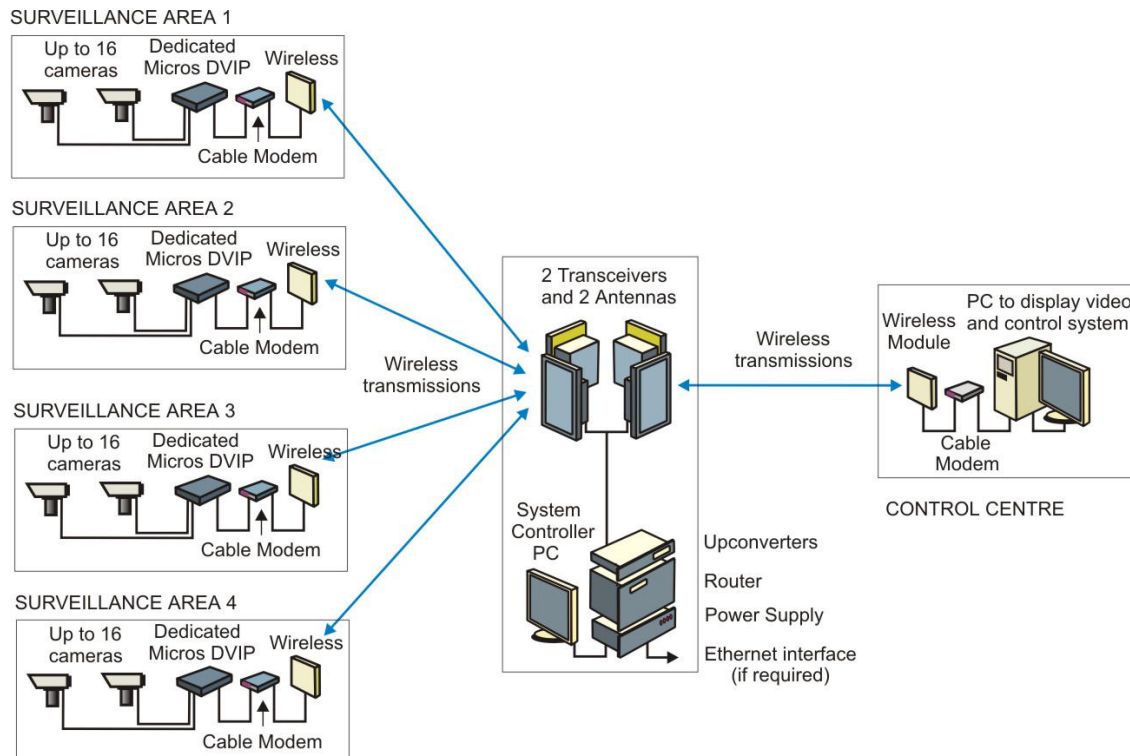 SURVEILLANCE AREA 1
Up to 16
cameras
Dedicated
Micros DVIP
Wireless
Cable Modem
SURVEILLANCE AREA 2
Up to 16
cameras
Dedicated
Micros DVIP
Wireless
Cable Modem
SURVEILLANCE AREA 3
Up to 16
cameras
Dedicated
Micros DVIP
Wireless
Cable Modem
SURVEILLANCE AREA 4
Up to 16
cameras
Dedicated
Micros DVIP
Wireless
Cable Modem
Wireless
transmissions
2 Transceivers
and 2 Antennas
System
Controller
PC
Upconverters
Router
Power Supply
Ethernet interface
(if required)
Wireless
transmissions
Wireless
Module
PC to display video
and control system
Cable
Modem
CONTROL CENTRE